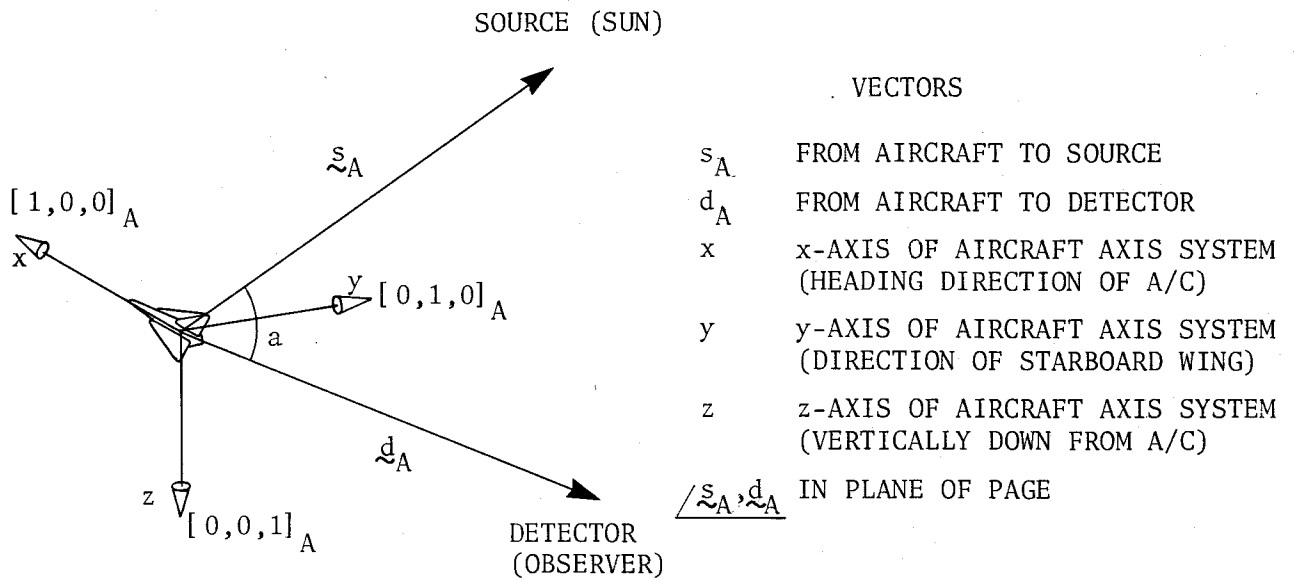 SOURCE (SUN)
VECTORS
s_A
[1,0,0]_A
x
y
[0,1,0]_A
a
d_A
z
[0,0,1]_A
DETECTOR
(OBSERVER)
s_A FROM AIRCRAFT TO SOURCE
d_A FROM AIRCRAFT TO DETECTOR
x x-AXIS OF AIRCRAFT AXIS SYSTEM
(HEADING DIRECTION OF A/C)
y y-AXIS OF AIRCRAFT AXIS SYSTEM
(DIRECTION OF STARBOARD WING)
z z-AXIS OF AIRCRAFT AXIS SYSTEM
(VERTICALLY DOWN FROM A/C)
/s_A,d_A IN PLANE OF PAGE